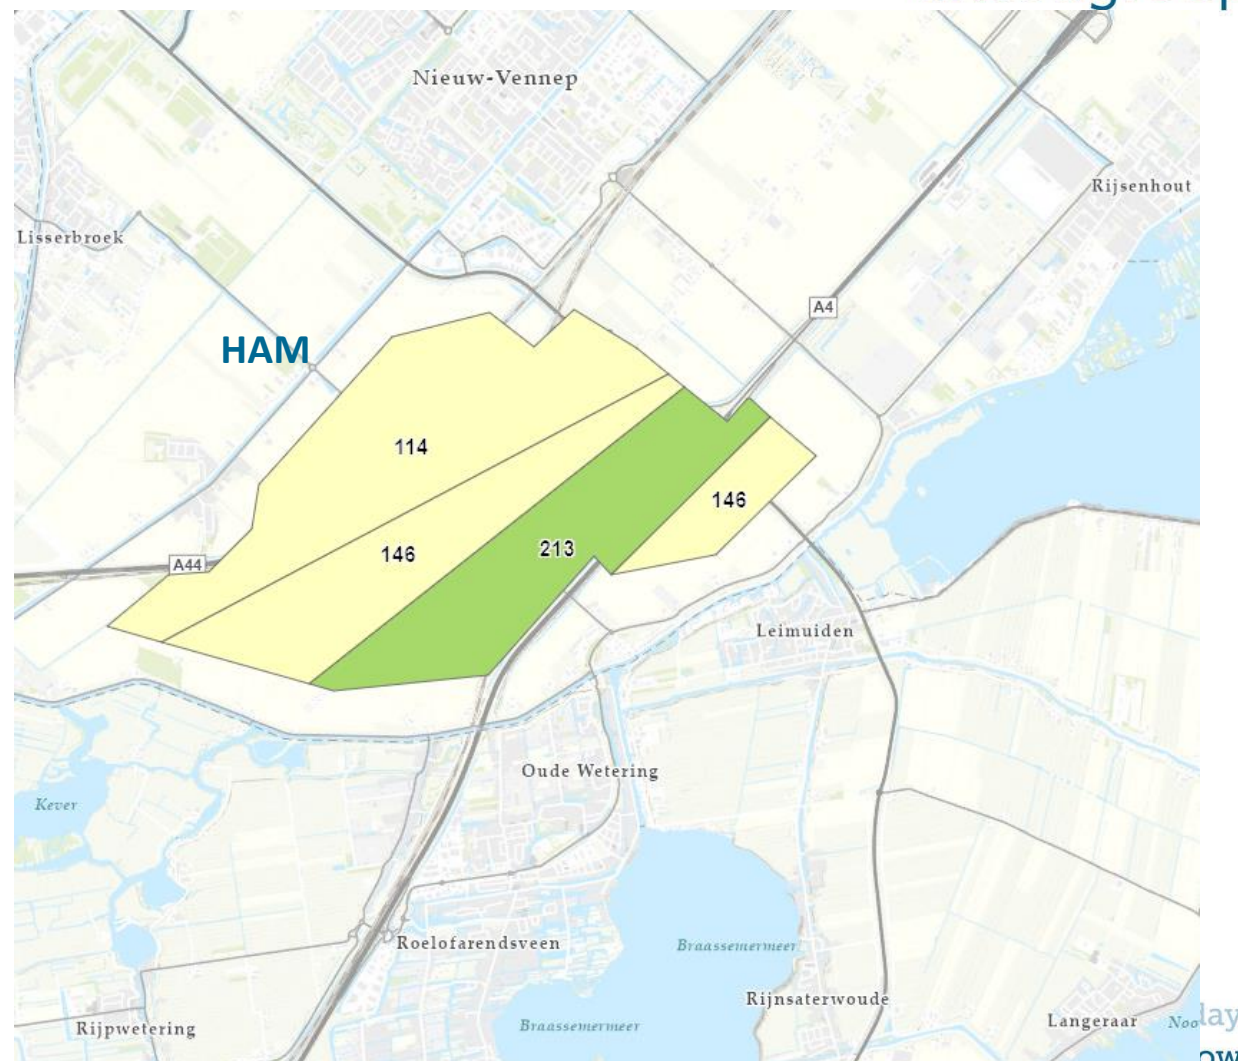 Nieuw-Vennep
Rijsenhout
Lisserbroek
A4
HAM
114
146
146
213
A44
Leimuiden
Oude Wetering
Kever
Roelofarendsveen
Braassemermeer
Rijnsaterwoude
Braassemermeer
Langeraar
Rijpwetering